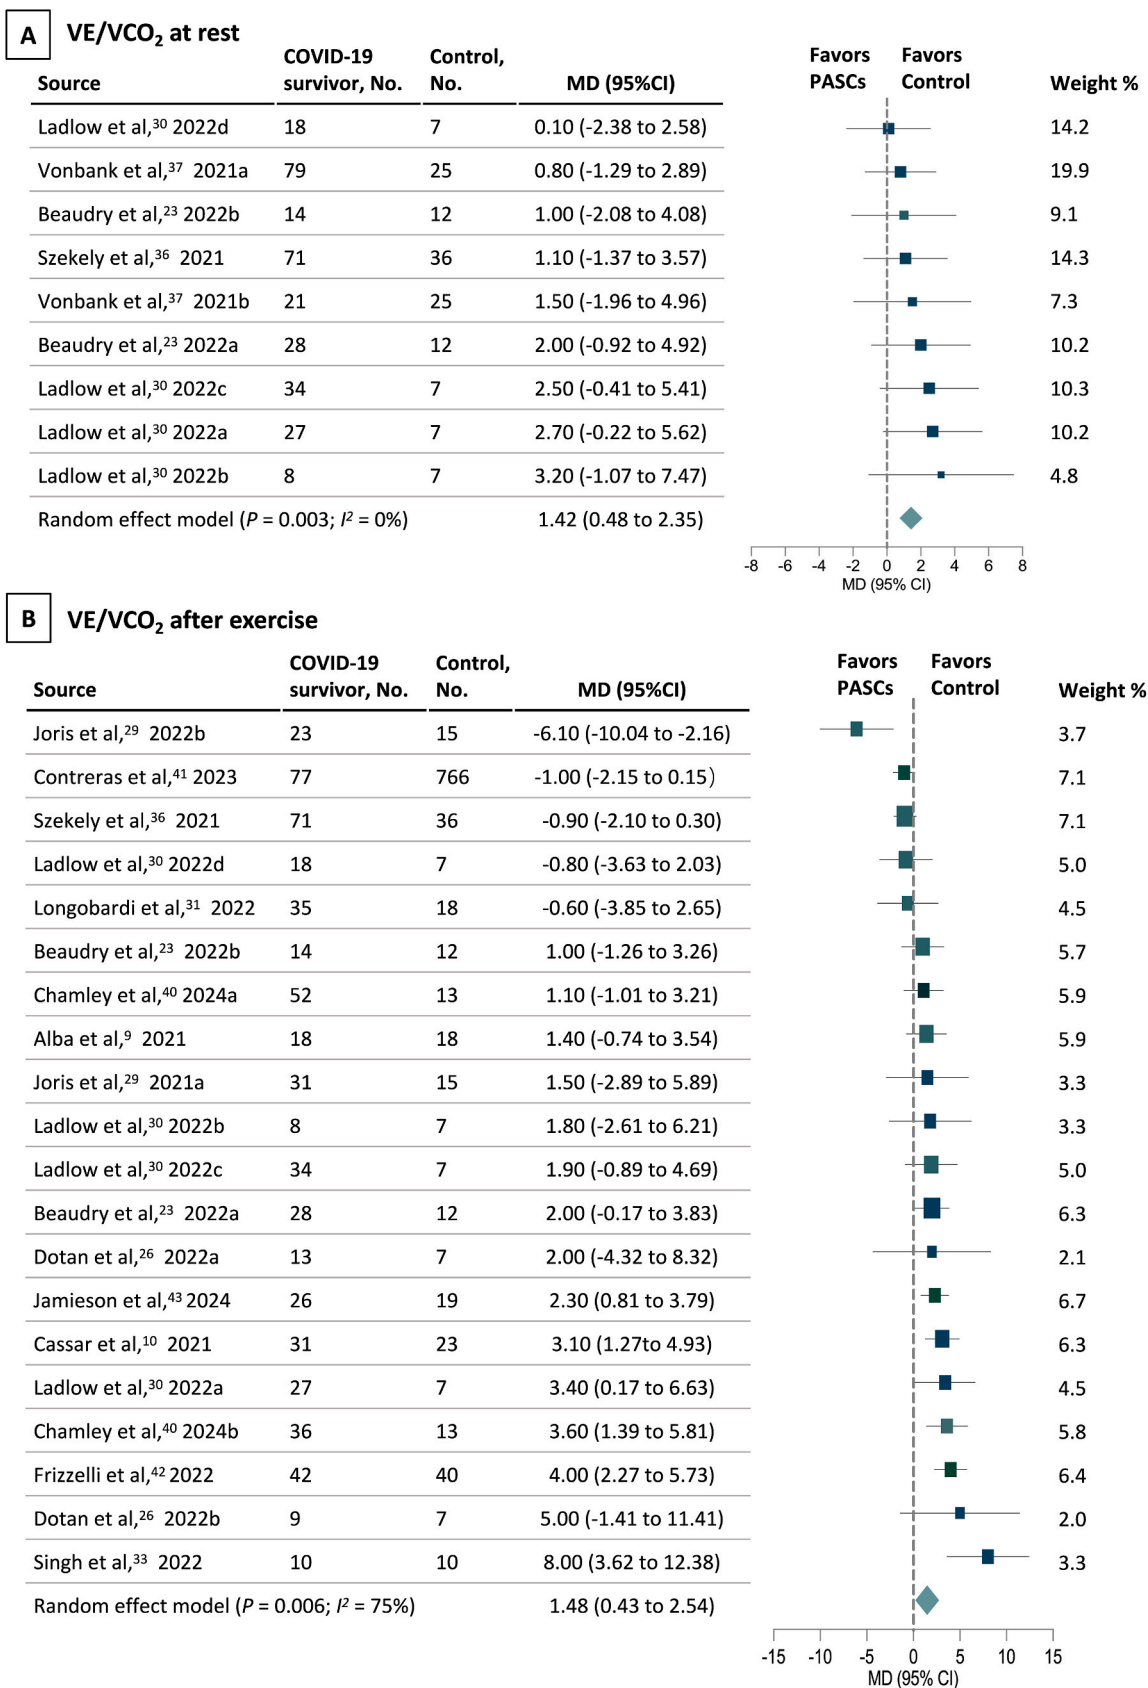 A VE/VCO₂ at rest
Source COVID-19 survivor, No. Control, No. MD (95%CI) Favors PASCs Favors Control Weight %
Ladlow et al,³⁰ 2022d 18 7 0.10 (-2.38 to 2.58) 14.2
Vonbank et al,³⁷ 2021a 79 25 0.80 (-1.29 to 2.89) 19.9
Beaudry et al,²³ 2022b 14 12 1.00 (-2.08 to 4.08) 9.1
Szekely et al,³⁶ 2021 71 36 1.10 (-1.37 to 3.57) 14.3
Vonbank et al,³⁷ 2021b 21 25 1.50 (-1.96 to 4.96) 7.3
Beaudry et al,²³ 2022a 28 12 2.00 (-0.92 to 4.92) 10.2
Ladlow et al,³⁰ 2022c 34 7 2.50 (-0.41 to 5.41) 10.3
Ladlow et al,³⁰ 2022a 27 7 2.70 (-0.22 to 5.62) 10.2
Ladlow et al,³⁰ 2022b 8 7 3.20 (-1.07 to 7.47) 4.8
Random effect model (P = 0.003; I² = 0%) 1.42 (0.48 to 2.35)
-8 -6 -4 -2 0 2 4 6 8
MD (95% CI)
B VE/VCO₂ after exercise
Source COVID-19 survivor, No. Control, No. MD (95%CI) Favors PASCs Favors Control Weight %
Joris et al,²⁹ 2022b 23 15 -6.10 (-10.04 to -2.16) 3.7
Contreras et al,⁴¹ 2023 77 766 -1.00 (-2.15 to 0.15) 7.1
Szekely et al,³⁶ 2021 71 36 -0.90 (-2.10 to 0.30) 7.1
Ladlow et al,³⁰ 2022d 18 7 -0.80 (-3.63 to 2.03) 5.0
Longobardi et al,³¹ 2022 35 18 -0.60 (-3.85 to 2.65) 4.5
Beaudry et al,²³ 2022b 14 12 1.00 (-1.26 to 3.26) 5.7
Chamley et al,⁴⁰ 2024a 52 13 1.10 (-1.01 to 3.21) 5.9
Alba et al,⁹ 2021 18 18 1.40 (-0.74 to 3.54) 5.9
Joris et al,²⁹ 2021a 31 15 1.50 (-2.89 to 5.89) 3.3
Ladlow et al,³⁰ 2022b 8 7 1.80 (-2.61 to 6.21) 3.3
Ladlow et al,³⁰ 2022c 34 7 1.90 (-0.89 to 4.69) 5.0
Beaudry et al,²³ 2022a 28 12 2.00 (-0.17 to 3.83) 6.3
Dotan et al,²⁶ 2022a 13 7 2.00 (-4.32 to 8.32) 2.1
Jamieson et al,⁴³ 2024 26 19 2.30 (0.81 to 3.79) 6.7
Cassar et al,¹⁰ 2021 31 23 3.10 (1.27to 4.93) 6.3
Ladlow et al,³⁰ 2022a 27 7 3.40 (0.17 to 6.63) 4.5
Chamley et al,⁴⁰ 2024b 36 13 3.60 (1.39 to 5.81) 5.8
Frizzelli et al,⁴² 2022 42 40 4.00 (2.27 to 5.73) 6.4
Dotan et al,²⁶ 2022b 9 7 5.00 (-1.41 to 11.41) 2.0
Singh et al,³³ 2022 10 10 8.00 (3.62 to 12.38) 3.3
Random effect model (P = 0.006; I² = 75%) 1.48 (0.43 to 2.54)
-15 -10 -5 0 5 10 15
MD (95% CI)